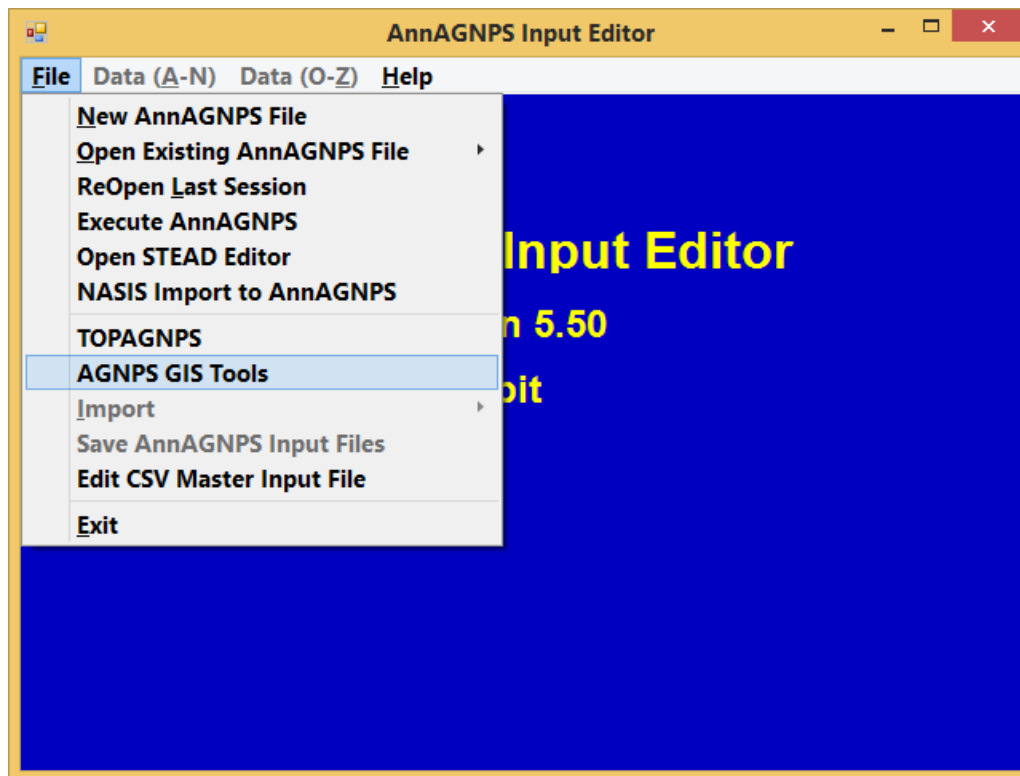 AnnAGNPS Input Editor
File Data (A-N) Data (O-Z) Help
New AnnAGNPS File
Open Existing AnnAGNPS File
ReOpen Last Session
Execute AnnAGNPS
Open STEAD Editor
NASIS Import to AnnAGNPS
TOPAGNPS
AGNPS GIS Tools
Import
Save AnnAGNPS Input Files
Edit CSV Master Input File
Exit
Input Editor
n 5.50
bit